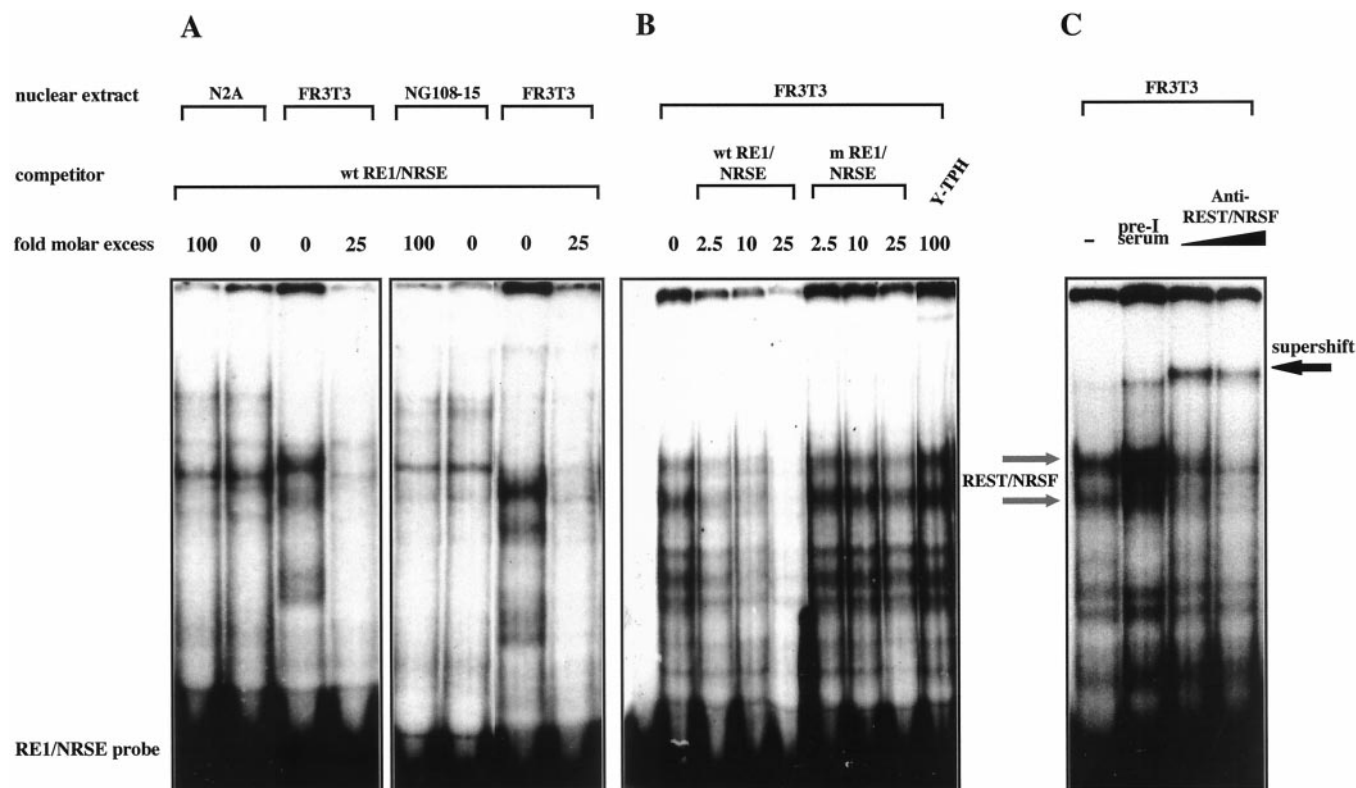 A B C
nuclear extract N2A FR3T3 NG108-15 FR3T3 FR3T3 FR3T3
competitor wt RE1/NRSE wt RE1/ NRSE m RE1/ NRSE Y-TPH
pre-I serum Anti- REST/NRSF
fold molar excess 100 0 0 25 100 0 0 25 0 2.5 10 25 2.5 10 25 100 –
supershift
REST/NRSF
RE1/NRSE probe